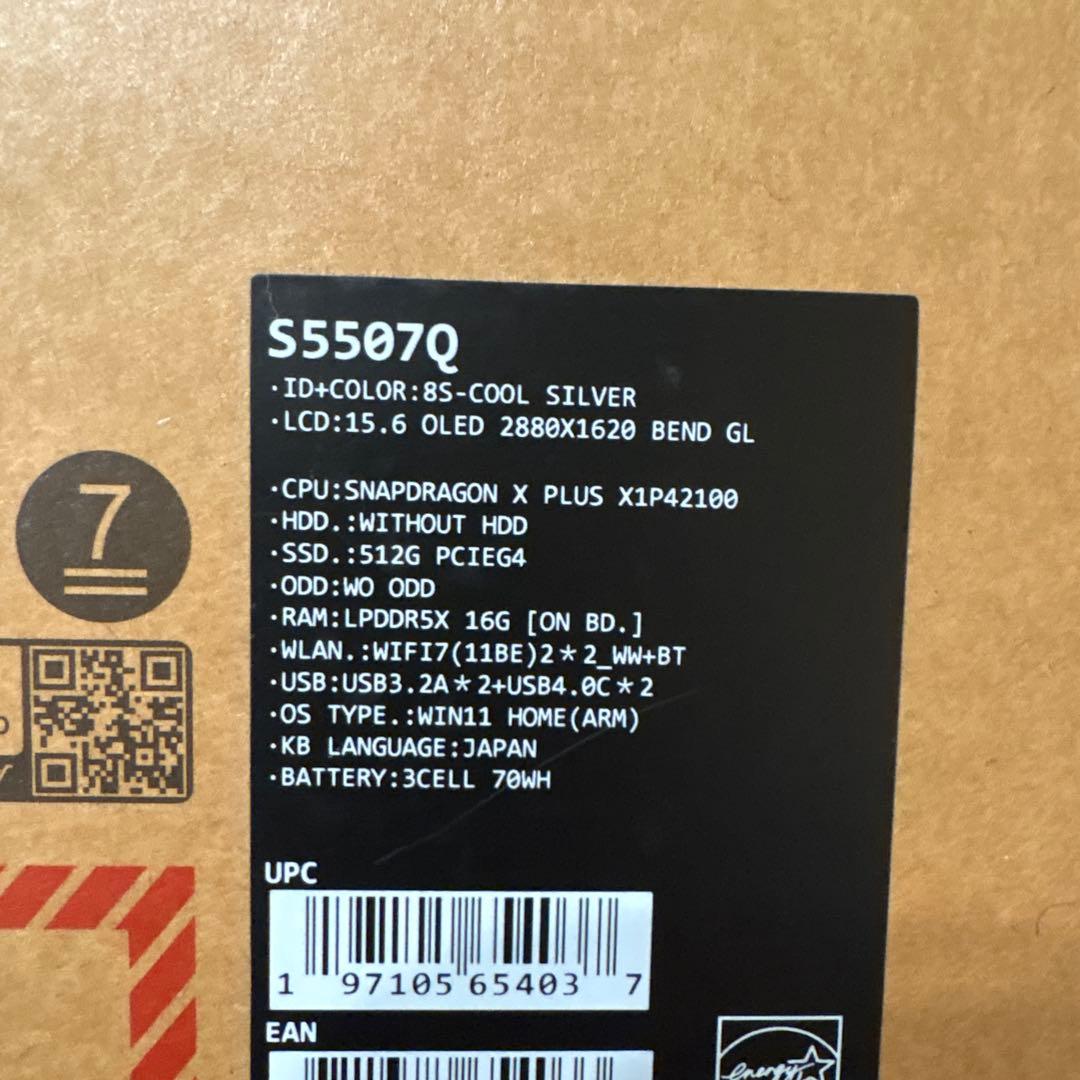 S5507Q
·ID+COLOR:8S-COOL SILVER
·LCD:15.6 OLED 2880X1620 BEND GL
·CPU:SNAPDRAGON X PLUS X1P42100
·HDD.:WITHOUT HDD
·SSD.:512G PCIEG4
·ODD:WO ODD
·RAM:LPDDR5X 16G [ON BD.]
·WLAN.:WIFI7(11BE)2*2_WW+BT
·USB:USB3.2A*2+USB4.0C*2
·OS TYPE.:WIN11 HOME(ARM)
·KB LANGUAGE:JAPAN
·BATTERY:3CELL 70WH
7
UPC
1 97105 65403 7
EAN
energy